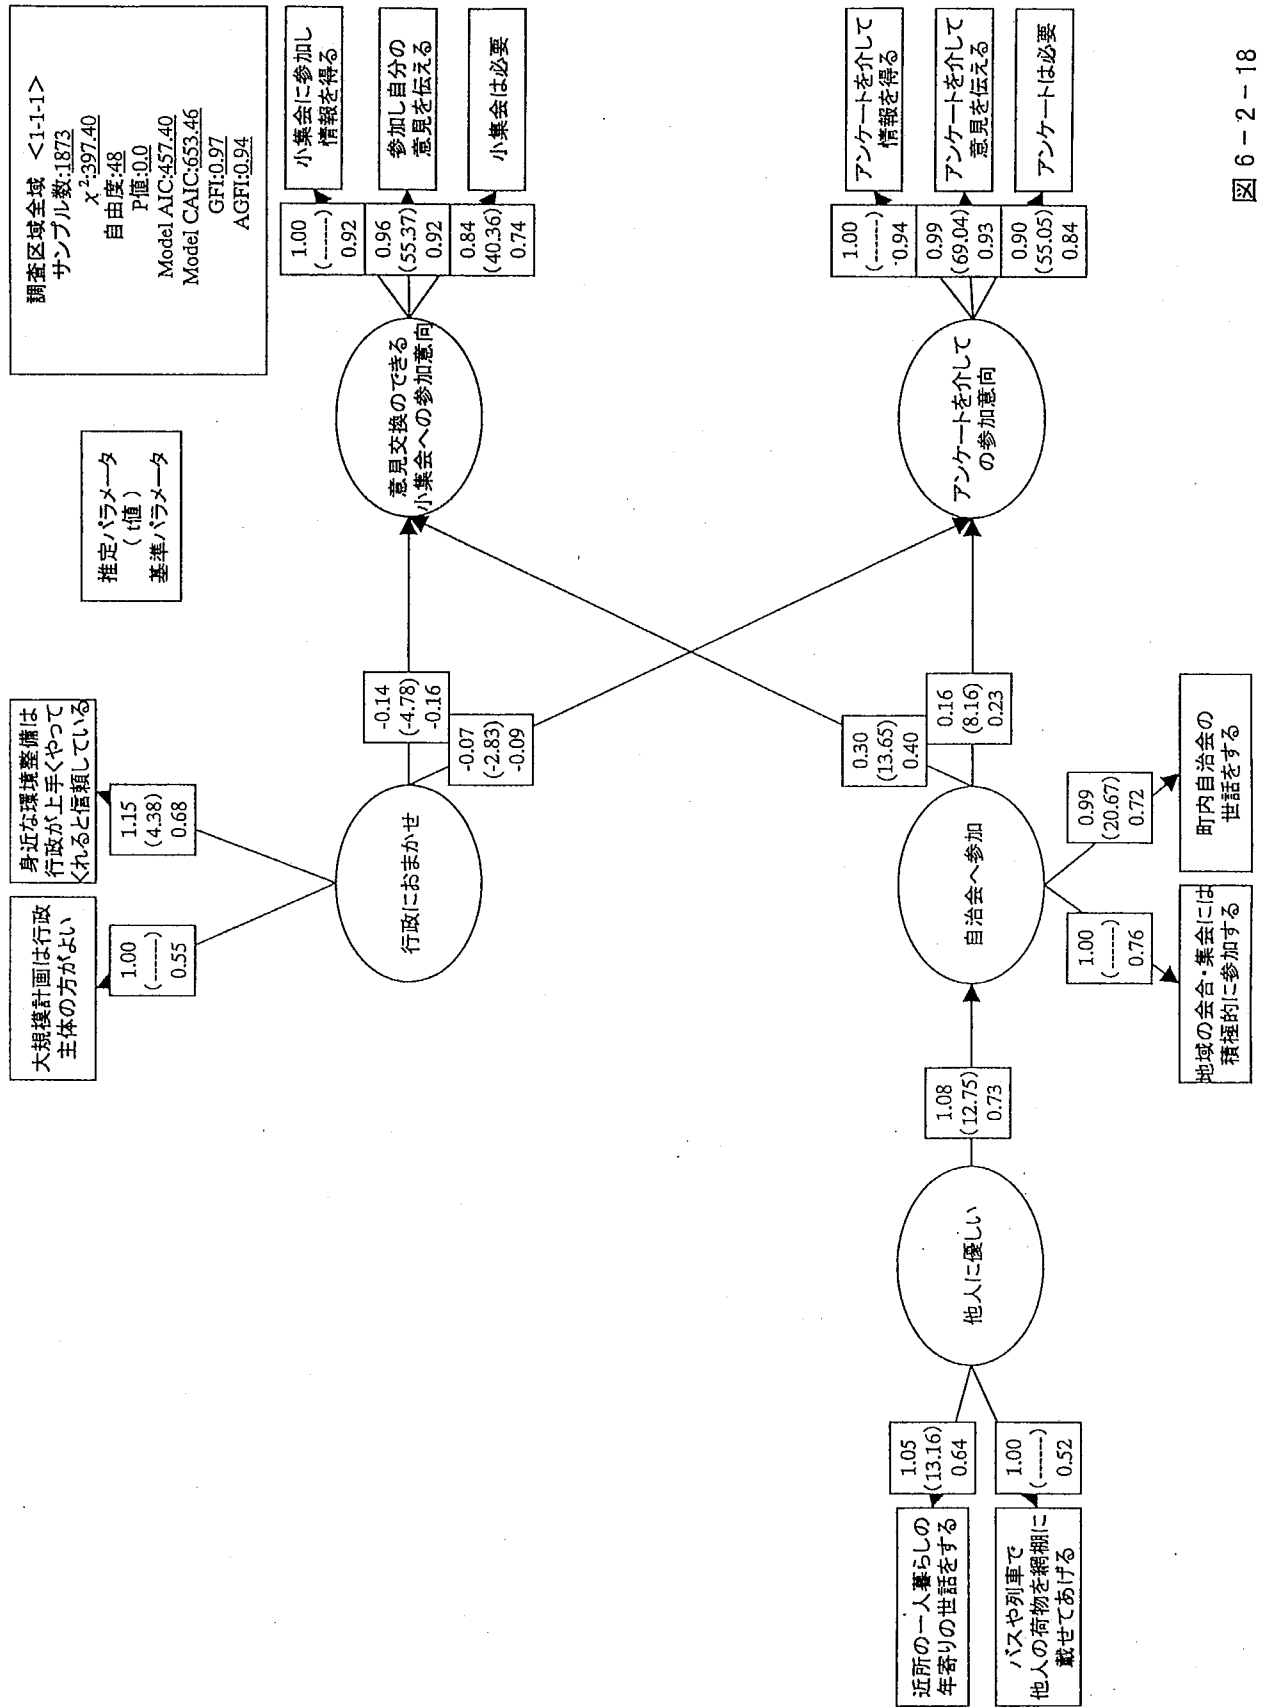 調査区域全域 <1-1-1>
サンプル数:1873
χ²:397.40
自由度:48
P値:0.0
Model AIC:457.40
Model CAIC:653.46
GFI:0.97
AGFI:0.94
推定パラメータ
(t値)
基準パラメータ
大規模計画は行政
主体の方がよい
身近な環境整備は
行政が上手くやって
くれると信頼している
1.00
(-----)
0.55
1.15
(4.38)
0.68
行政におまかせ
-0.14
(-4.78)
-0.16
-0.07
(-2.83)
-0.09
意見交換のできる
小集会への参加意向
1.00
(-----)
0.92
0.96
(55.37)
0.92
0.84
(40.36)
0.74
小集会に参加し
情報を得る
参加し自分の
意見を伝える
小集会は必要
近所の一人暮らしの
年寄りの世話をする
バスや列車で
他人の荷物を網棚に
戴せてあげる
1.05
(13.16)
0.64
1.00
(-----)
0.52
他人に優しい
1.08
(12.75)
0.73
自治会へ参加
0.30
(13.65)
0.40
0.16
(8.16)
0.23
1.00
(-----)
0.76
0.99
(20.67)
0.72
地域の会合・集会には
積極的に参加する
町内自治会の
世話をする
アンケートを介して
の参加意向
1.00
(-----)
0.94
0.99
(69.04)
0.93
0.90
(55.05)
0.84
アンケートを介して
情報を得る
アンケートを介して
意見を伝える
アンケートは必要
図6-2-18